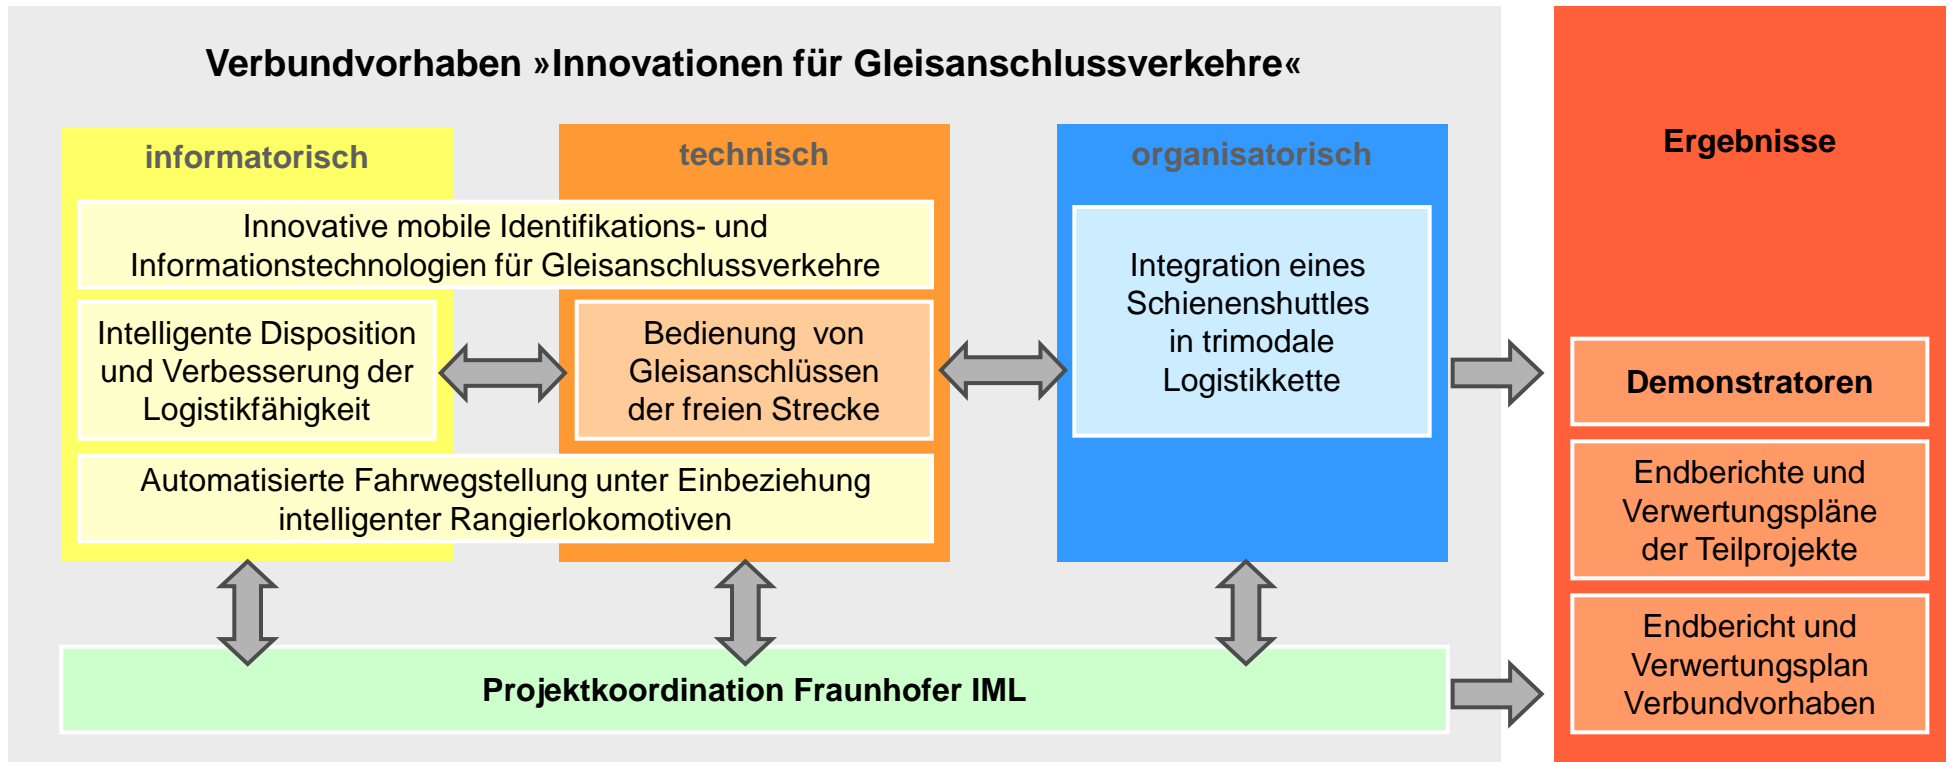 Verbundvorhaben »Innovationen für Gleisanschlussverkehre«
informatorisch
technisch
organisatorisch
Innovative mobile Identifikations- und
Informationstechnologien für Gleisanschlussverkehre
Intelligente Disposition
und Verbesserung der
Logistikfähigkeit
Bedienung von
Gleisanschlüssen
der freien Strecke
Automatisierte Fahrwegstellung unter Einbeziehung
intelligenter Rangierlokomotiven
Integration eines
Schienenshuttles
in trimodale
Logistikkette
Projektkoordination Fraunhofer IML
Ergebnisse
Demonstratoren
Endberichte und
Verwertungspläne
der Teilprojekte
Endbericht und
Verwertungsplan
Verbundvorhaben